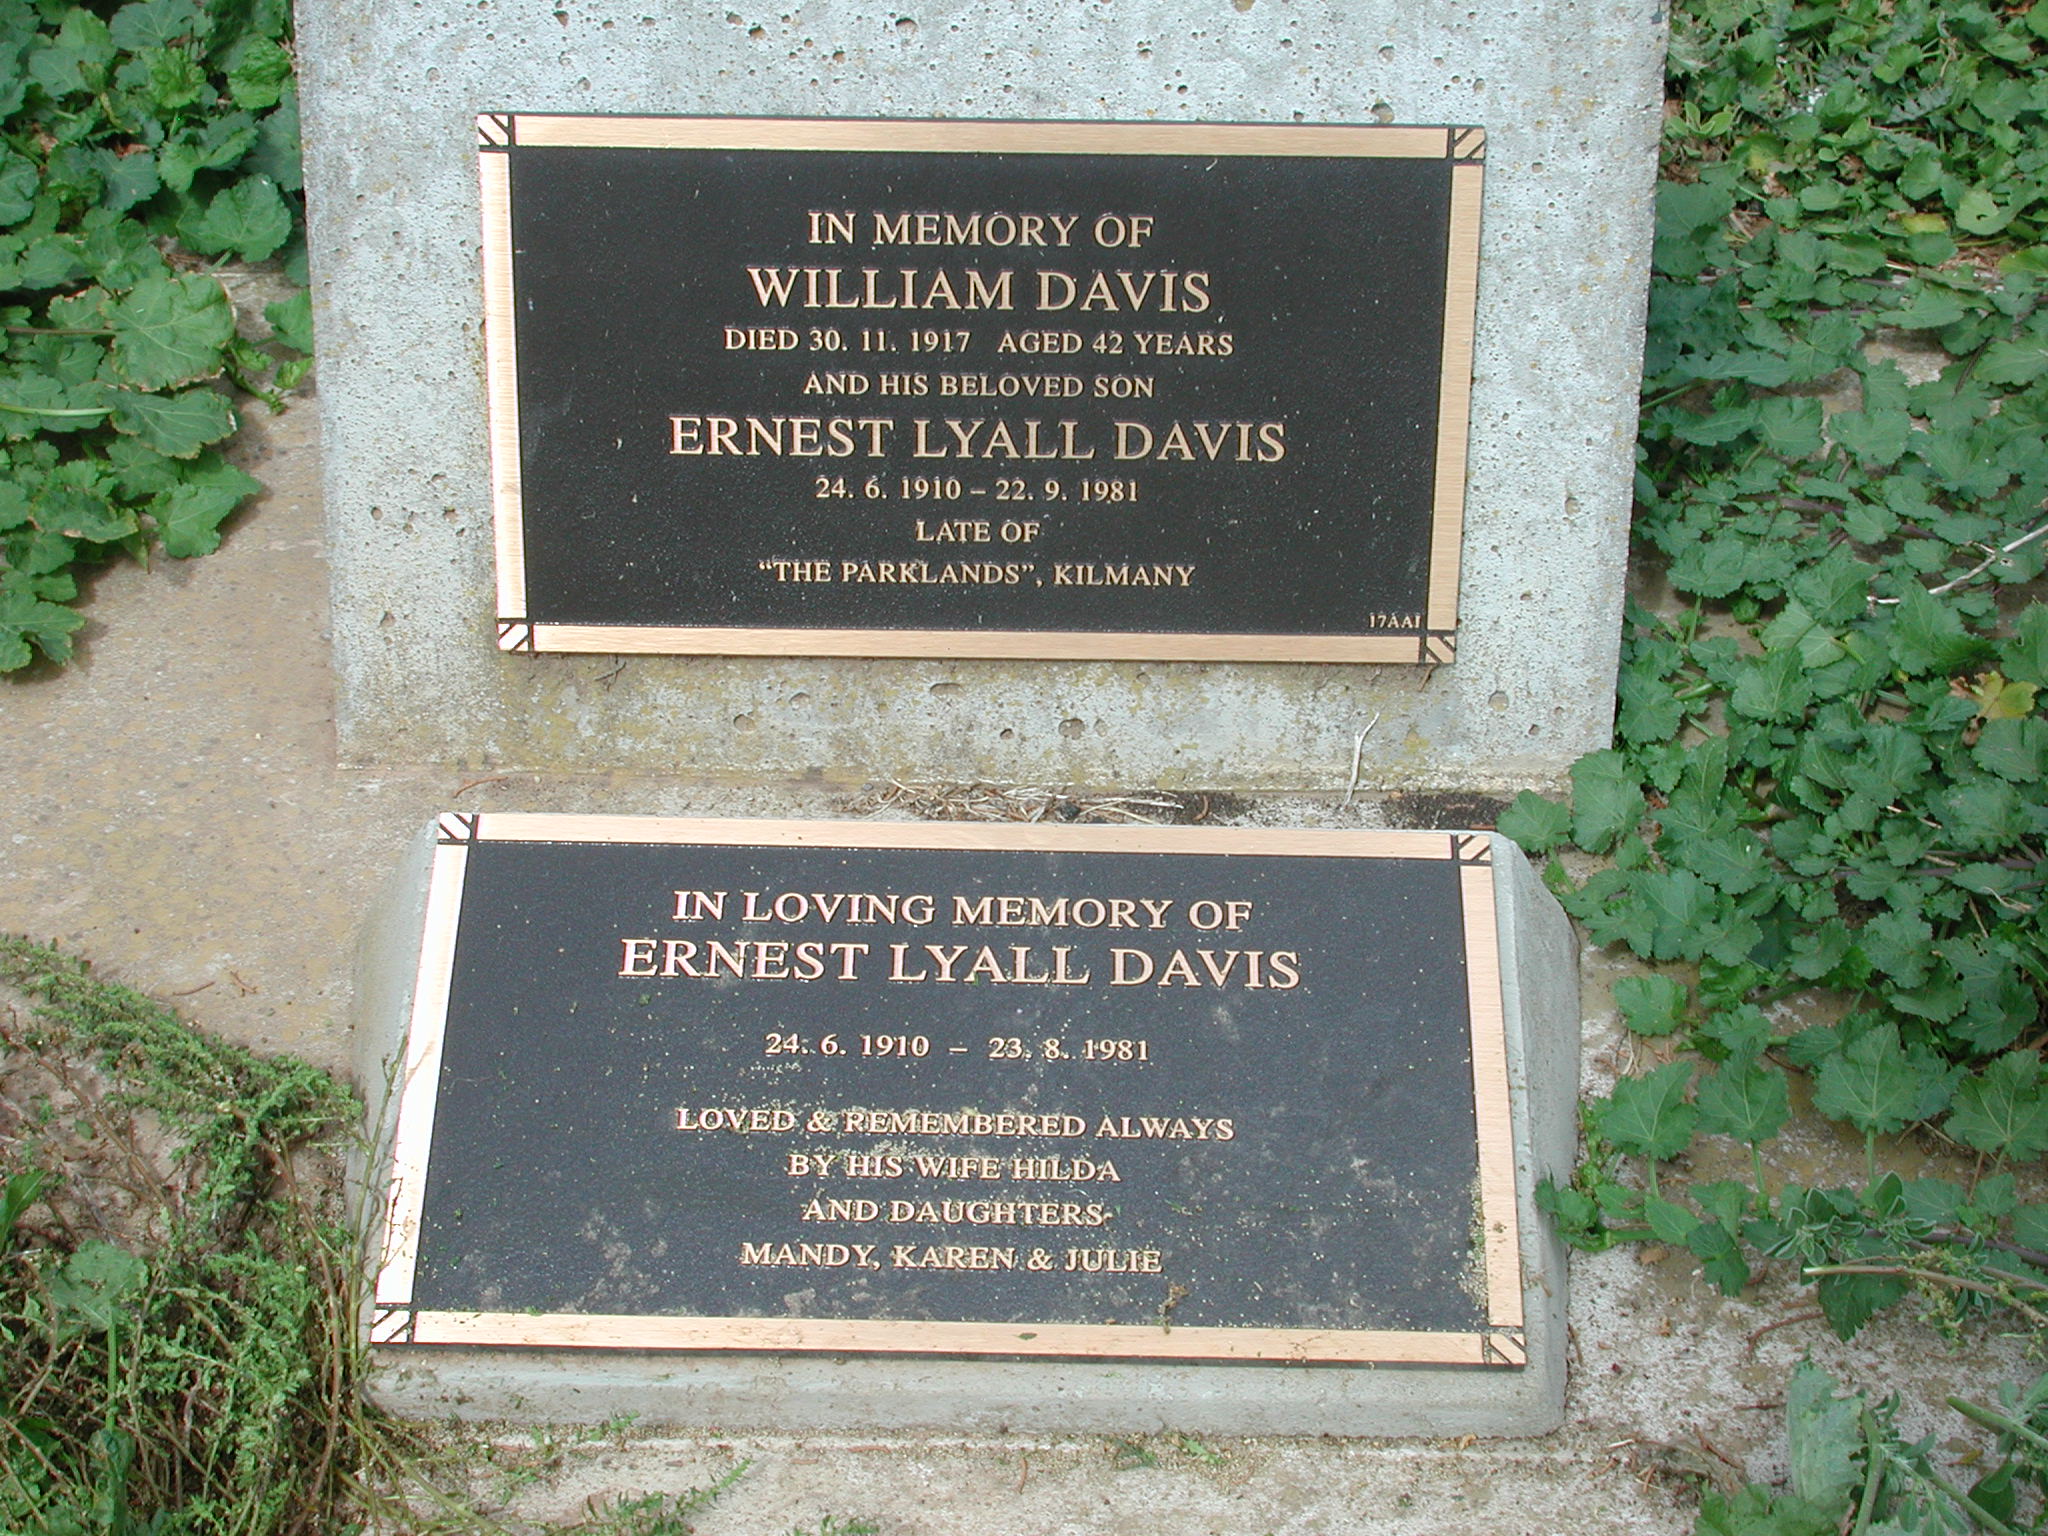 IN MEMORY OF
WILLIAM DAVIS
DIED 30. 11. 1917 AGED 42 YEARS
AND HIS BELOVED SON
ERNEST LYALL DAVIS
24. 6. 1910 – 22. 9. 1981
LATE OF
“THE PARKLANDS”, KILMANY
17AA1
IN LOVING MEMORY OF
ERNEST LYALL DAVIS
24. 6. 1910 – 23. 8. 1981
LOVED & REMEMBERED ALWAYS
BY HIS WIFE HILDA
AND DAUGHTERS
MANDY, KAREN & JULIE